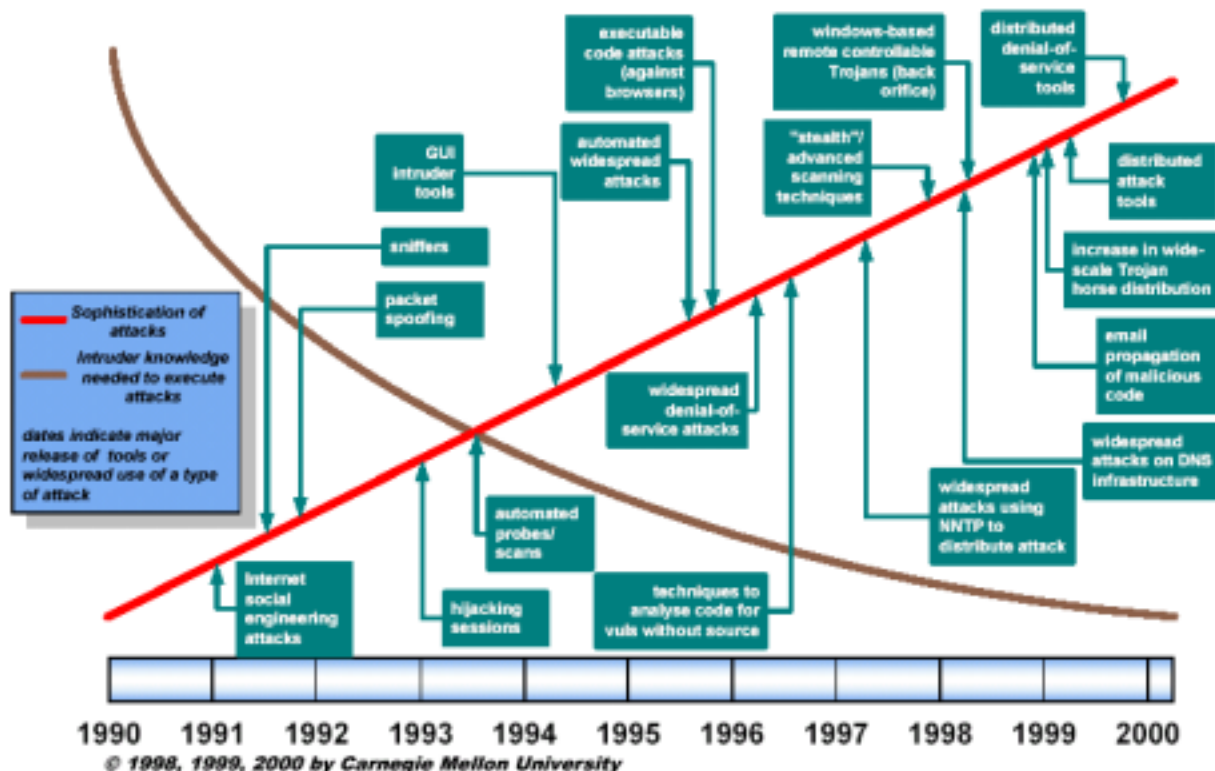 executable
code attacks
(against
browsers)
windows-based
remote controllable
Trojans (back
orifice)
distributed
denial-of-
service
tools
GUI
intruder
tools
automated
widespread
attacks
"stealth"/
advanced
scanning
techniques
distributed
attack
tools
sniffers
increase in wide-
scale Trojan
horse distribution
packet
spoofing
Sophistication of
attacks
Intruder knowledge
needed to execute
attacks
dates indicate major
release of tools or
widespread use of a type
of attack
email
propagation
of malicious
code
widespread
denial-of-
service attacks
widespread
attacks on DNS
infrastructure
widespread
attacks using
NNTP to
distribute attack
automated
probes/
scans
Internet
social
engineering
attacks
hijacking
sessions
techniques to
analyse code for
vuls without source
1990 1991 1992 1993 1994 1995 1996 1997 1998 1999 2000
© 1998, 1999, 2000 by Carnegie Mellon University